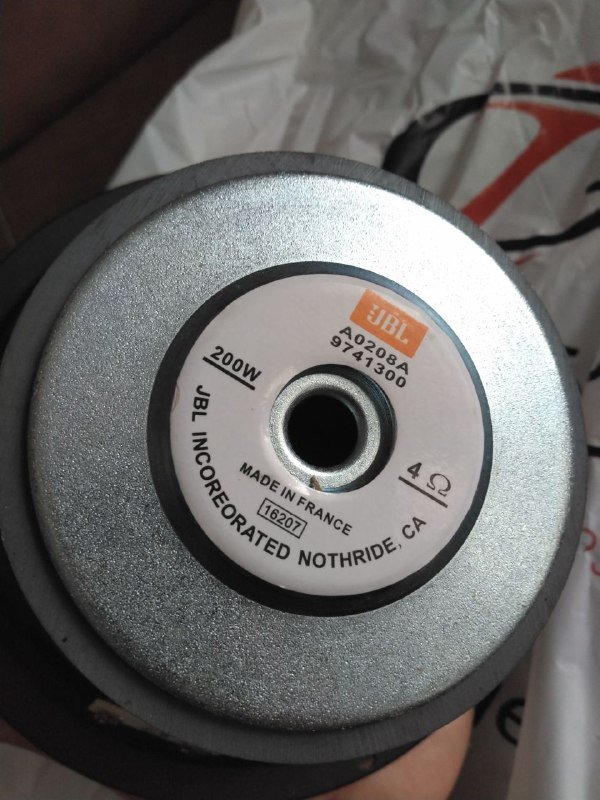 JBL
A0208A
9741300
200W
4 Ω
MADE IN FRANCE
16207
JBL INCOREORATED NOTHRIDE, CA